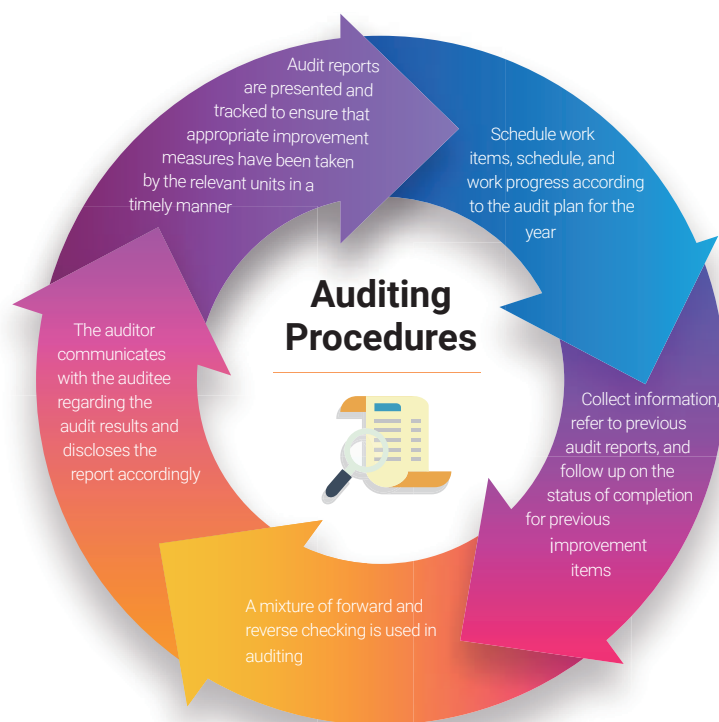 Auditing
Procedures
Schedule work
items, schedule, and
work progress according
to the audit plan for the
year
Collect information,
refer to previous
audit reports, and
follow up on the
status of completion
for previous
improvement
items
A mixture of forward and
reverse checking is used in
auditing
The auditor
communicates
with the auditee
regarding the
audit results and
discloses the
report accordingly
Audit reports
are presented and
tracked to ensure that
appropriate improvement
measures have been taken
by the relevant units in a
timely manner